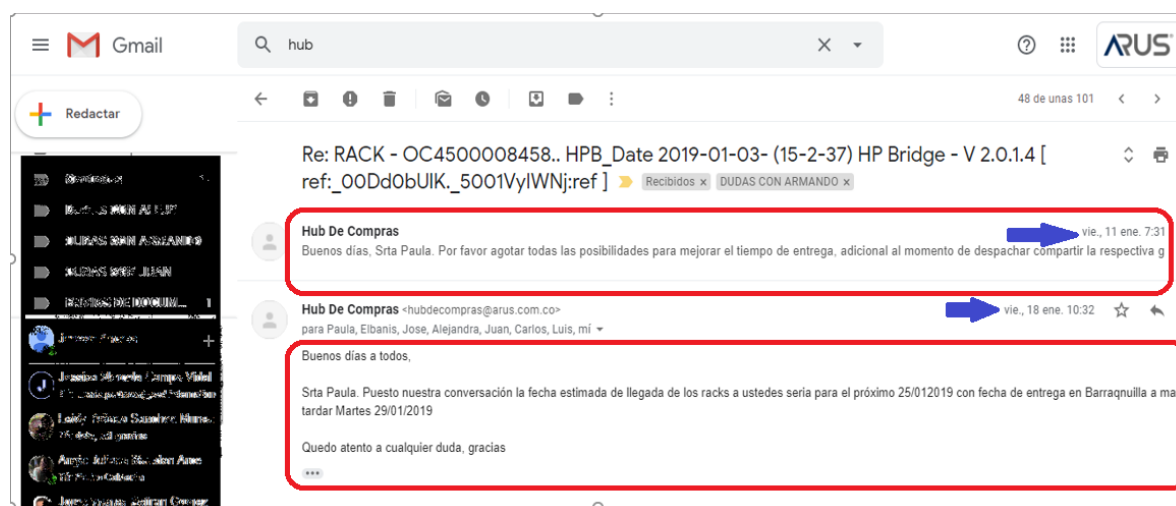 Gmail
hub
ARUS
Redactar
48 de unas 101
Re: RACK - OC4500008458.. HPB_Date 2019-01-03- (15-2-37) HP Bridge - V 2.0.1.4 [
ref:_00Dd0bUIK._5001VyIWNj:ref ] Recibidos x DUDAS CON ARMANDO x
Hub De Compras
vie., 11 ene. 7:31
Buenos días, Srta Paula. Por favor agotar todas las posibilidades para mejorar el tiempo de entrega, adicional al momento de despachar compartir la respectiva g
Hub De Compras <hubdecompras@arus.com.co>
vie., 18 ene. 10:32
para Paula, Elbanis, Jose, Alejandra, Juan, Carlos, Luis, mí
Buenos días a todos,
Srta Paula. Puesto nuestra conversación la fecha estimada de llegada de los racks a ustedes seria para el próximo 25/012019 con fecha de entrega en Barraqnuilla a ma
tardar Martes 29/01/2019
Quedo atento a cualquier duda, gracias